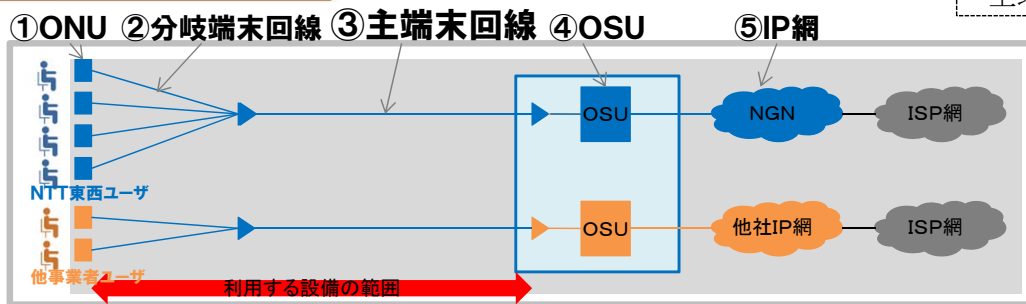 ①ONU ②分岐端末回線 ③主端末回線 ④OSU ⑤IP網
OSU
NGN
ISP網
NTT東西ユーザ
OSU
他社IP網
ISP網
他事業者ユーザ
利用する設備の範囲